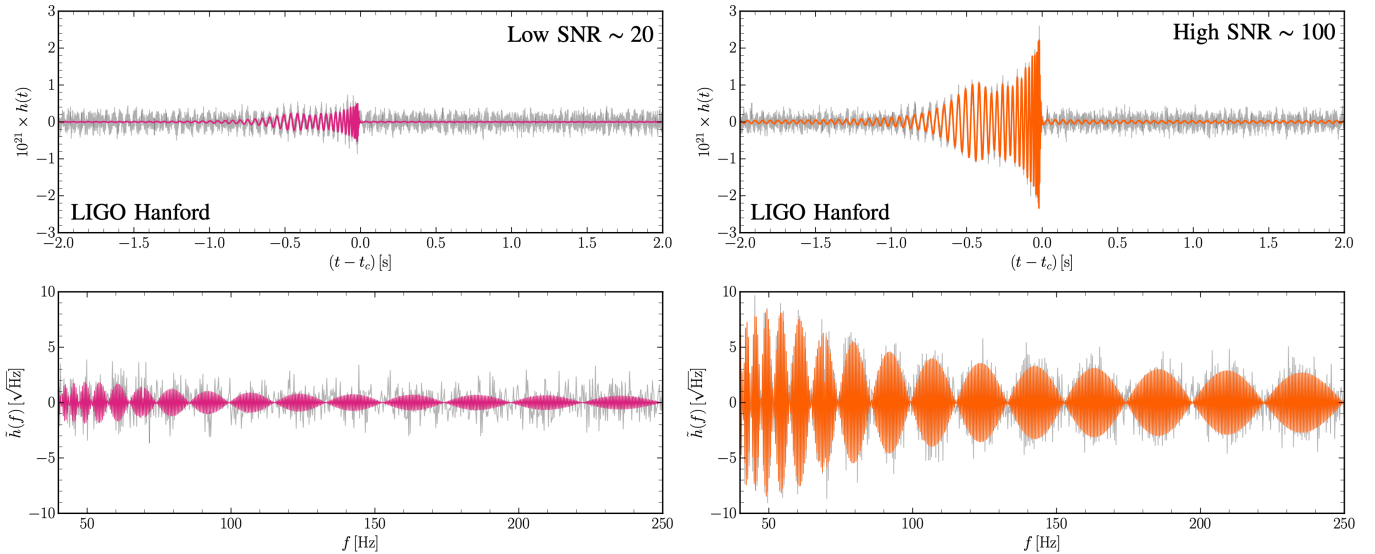 3
2
1
0
−1
−2
−3
10²¹ × h(t)
Low SNR ∼ 20
LIGO Hanford
−2.0 −1.5 −1.0 −0.5 0.0 0.5 1.0 1.5 2.0
(t − t_c) [s]
3
2
1
0
−1
−2
−3
10²¹ × h(t)
High SNR ∼ 100
LIGO Hanford
−2.0 −1.5 −1.0 −0.5 0.0 0.5 1.0 1.5 2.0
(t − t_c) [s]
10
5
0
−5
−10
h̃(f) [√Hz]
50 100 150 200 250
f [Hz]
10
5
0
−5
−10
h̃(f) [√Hz]
50 100 150 200 250
f [Hz]